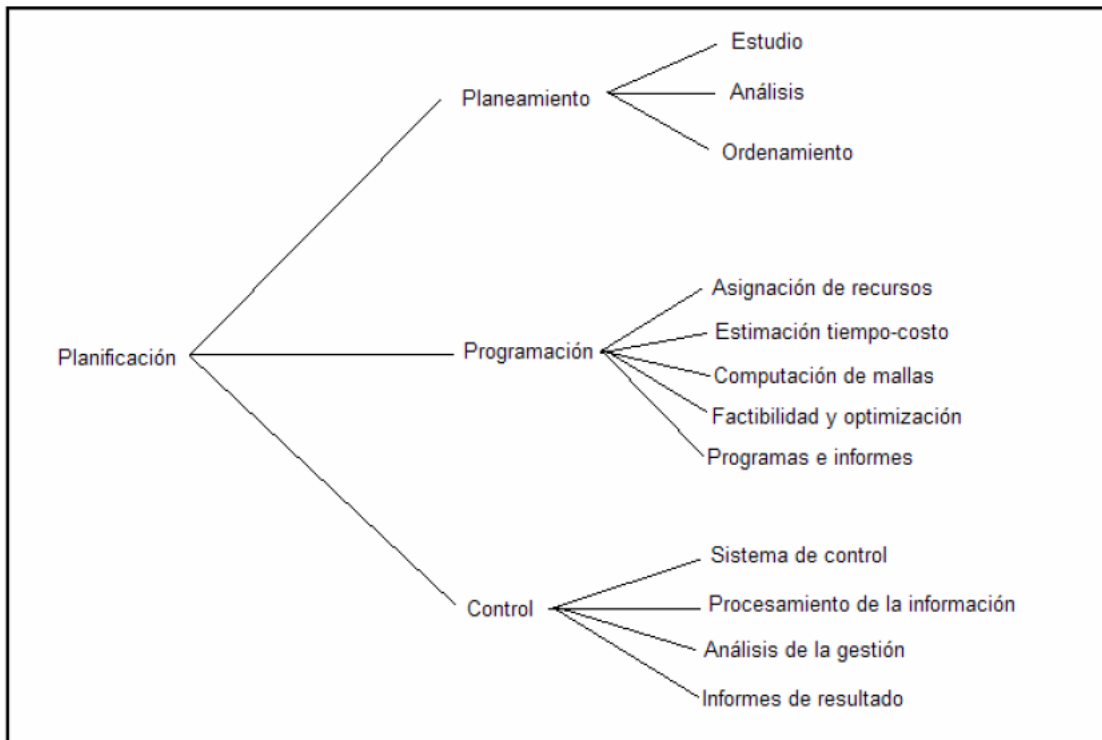 Planificación
Planeamiento
Estudio
Análisis
Ordenamiento
Programación
Asignación de recursos
Estimación tiempo-costo
Computación de mallas
Factibilidad y optimización
Programas e informes
Control
Sistema de control
Procesamiento de la información
Análisis de la gestión
Informes de resultado